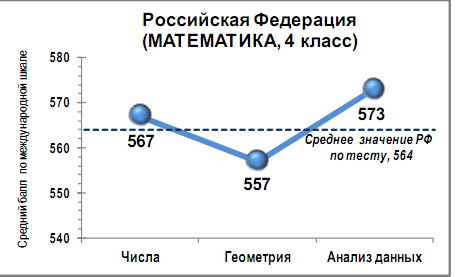 Российская Федерация
(МАТЕМАТИКА, 4 класс)
Средний балл по международной шкале
580
570
560
550
540
567
557
573
Среднее значение РФ
по тесту, 564
Числа
Геометрия
Анализ данных